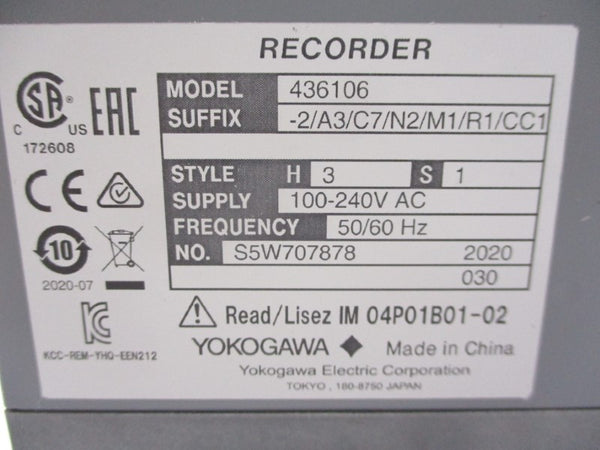 RECORDER
MODEL 436106
SUFFIX -2/A3/C7/N2/M1/R1/CC1
STYLE H 3 S 1
SUPPLY 100-240V AC
FREQUENCY 50/60 Hz
NO. S5W707878 2020
030
C SA ® US
172608
EAC
CE
10
2020-07
KC
KCC-REM-YHQ-EEN212
Read/Lisez IM 04P01B01-02
YOKOGAWA ◆ Made in China
Yokogawa Electric Corporation
TOKYO, 180-8750 JAPAN